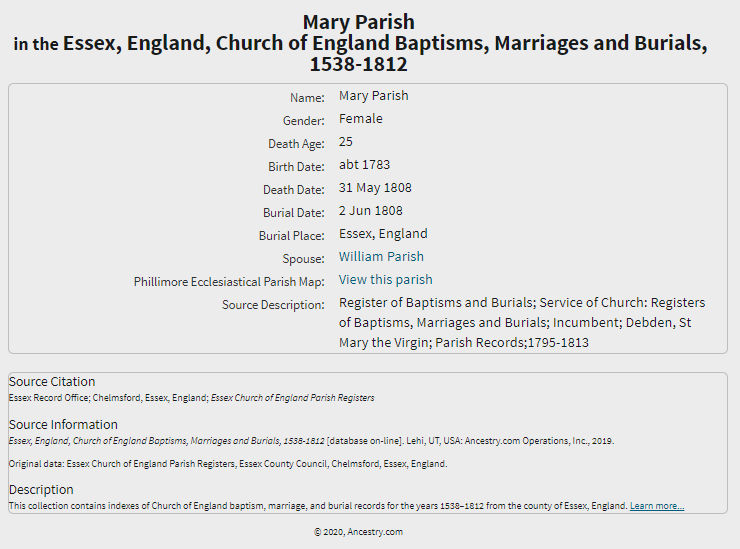 Mary Parish
in the Essex, England, Church of England Baptisms, Marriages and Burials,
1538-1812
Name: Mary Parish
Gender: Female
Death Age: 25
Birth Date: abt 1783
Death Date: 31 May 1808
Burial Date: 2 Jun 1808
Burial Place: Essex, England
Spouse: William Parish
Phillimore Ecclesiastical Parish Map: View this parish
Source Description: Register of Baptisms and Burials; Service of Church: Registers
of Baptisms, Marriages and Burials; Incumbent; Debden, St
Mary the Virgin; Parish Records;1795-1813
Source Citation
Essex Record Office; Chelmsford, Essex, England; Essex Church of England Parish Registers
Source Information
Essex, England, Church of England Baptisms, Marriages and Burials, 1538-1812 [database on-line]. Lehi, UT, USA: Ancestry.com Operations, Inc., 2019.
Original data: Essex Church of England Parish Registers, Essex County Council, Chelmsford, Essex, England.
Description
This collection contains indexes of Church of England baptism, marriage, and burial records for the years 1538–1812 from the county of Essex, England. Learn more...
© 2020, Ancestry.com